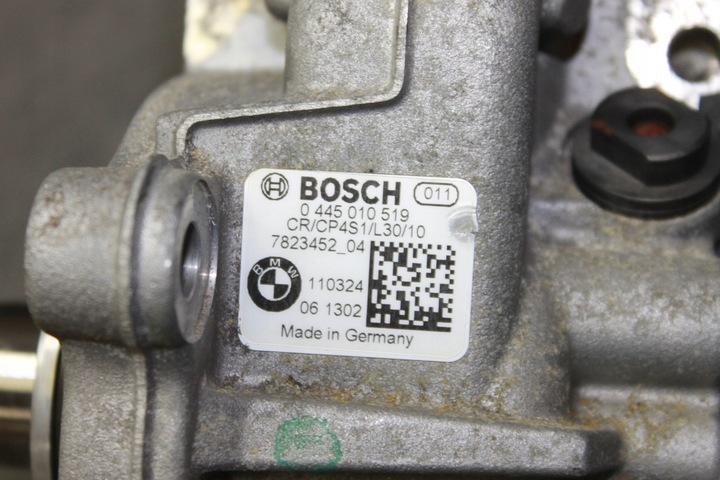 BOSCH 011
0 445 010 519
CR/CP4S1/L30/10
7823452_04
BMW
110324
06 1302
Made in Germany